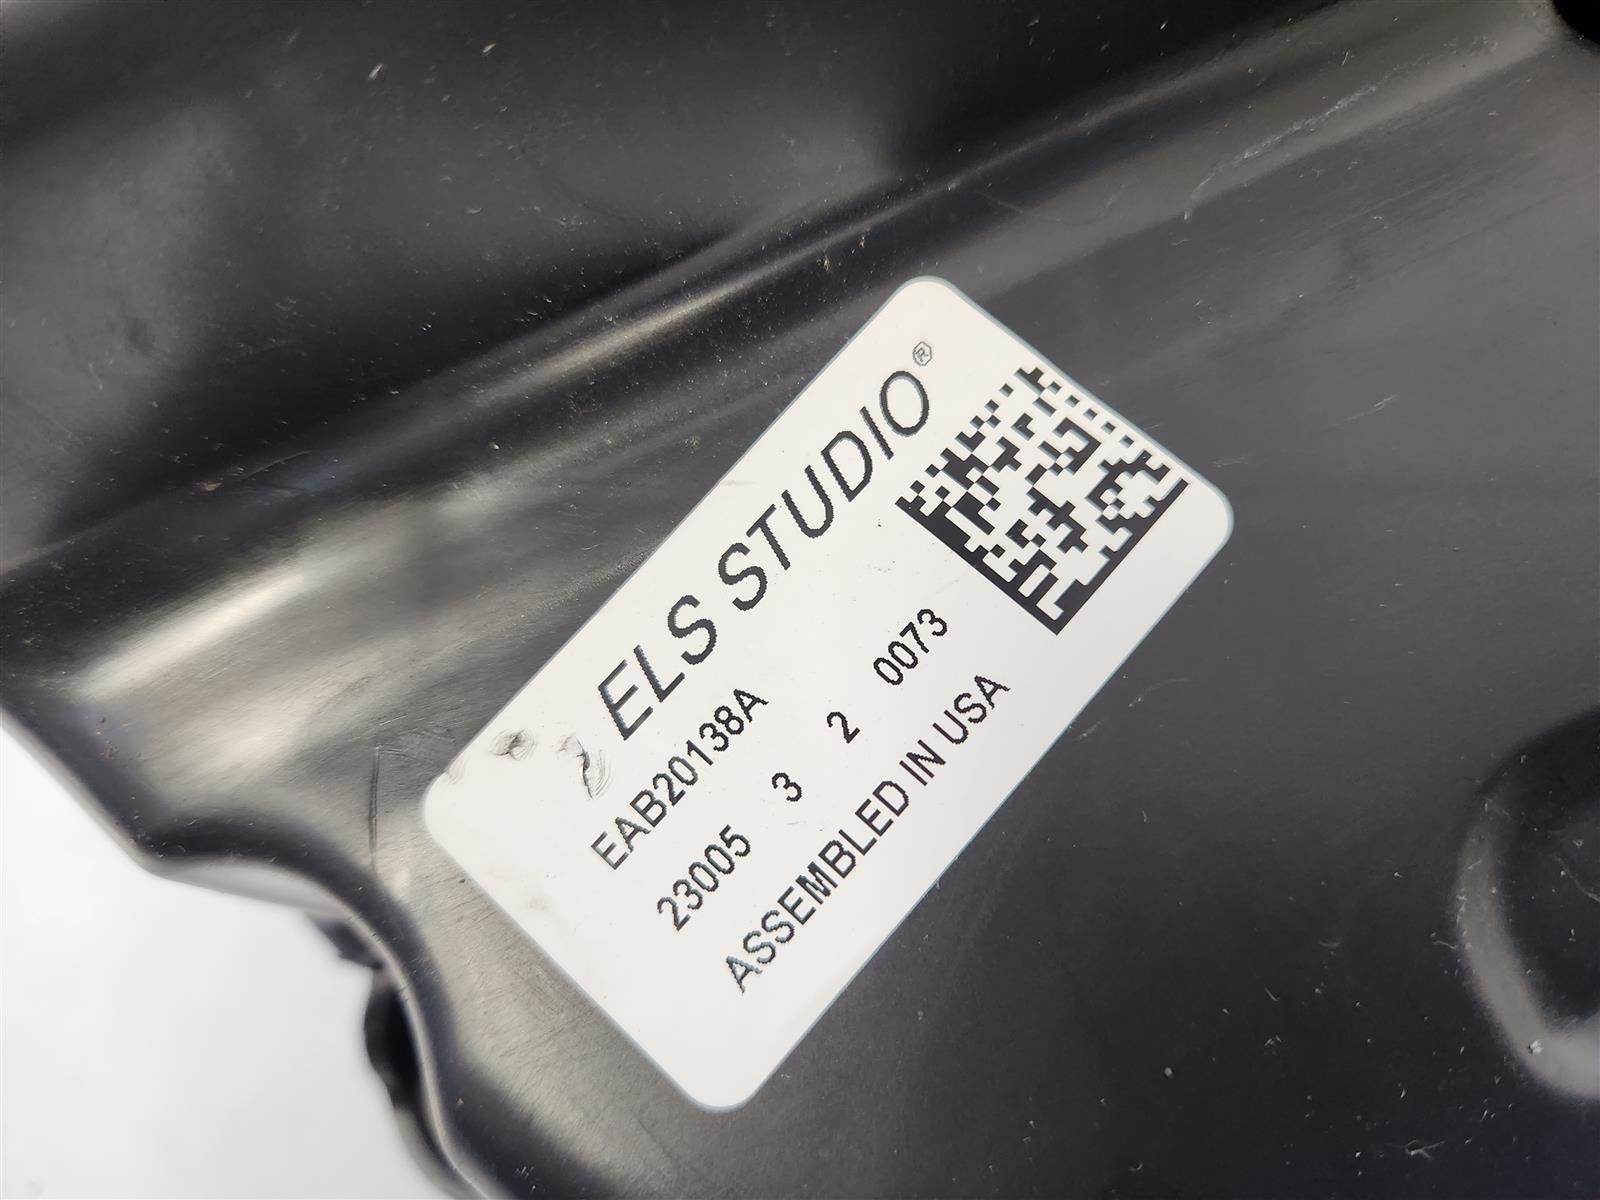 ELS STUDIO®
EAB20138A
23005 3 2 0073
ASSEMBLED IN USA